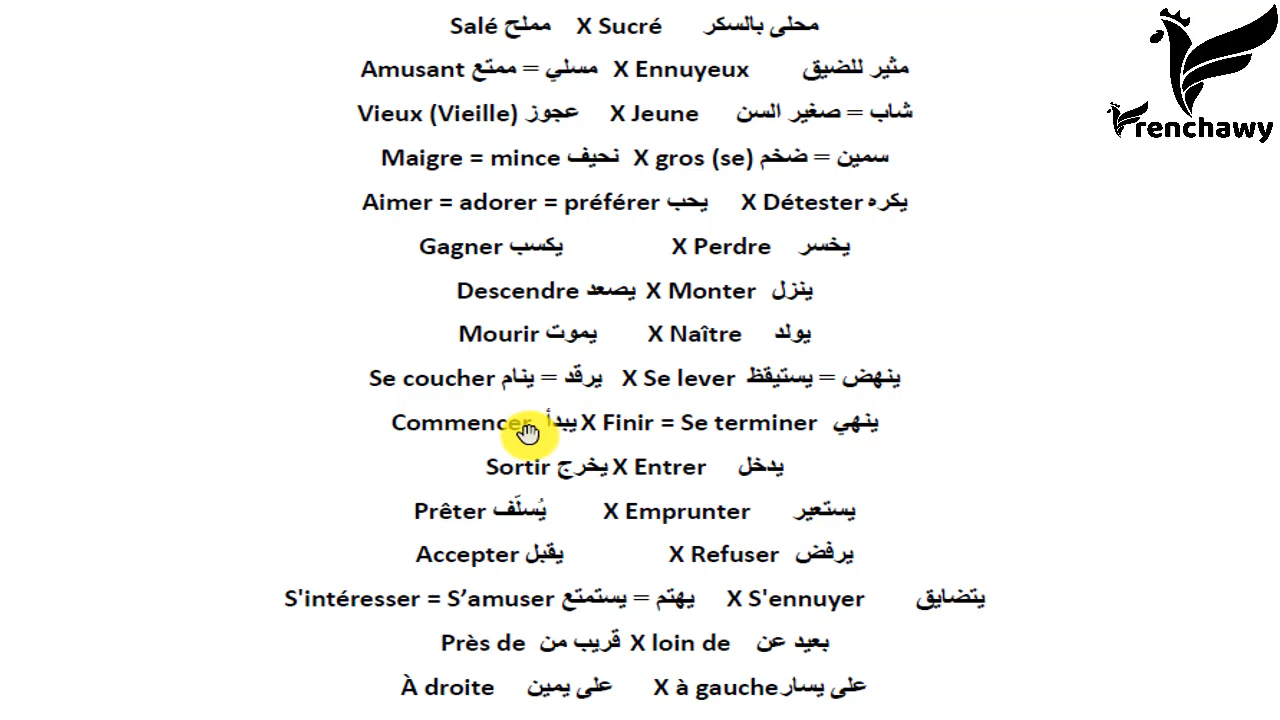 Salé مملح X Sucré محلى بالسكر
Amusant مسلي = ممتع X Ennuyeux مثير للضيق
Vieux (Vieille) عجوز X Jeune شاب = صغير السن
Maigre = mince نحيف X gros (se) سمين = ضخم
Aimer = adorer = préférer يحب X Détester يكره
Gagner يكسب X Perdre يخسر
Descendre يصعد X Monter ينزل
Mourir يموت X Naître يولد
Se coucher يرقد = ينام X Se lever ينهض = يستيقظ
Commencer يبدأ X Finir = Se terminer ينهي
Sortir يخرج X Entrer يدخل
Prêter يُسلّف X Emprunter يستعير
Accepter يقبل X Refuser يرفض
S'intéresser = S’amuser يهتم = يستمتع X S'ennuyer يتضايق
Près de قريب من X loin de بعيد عن
À droite على يمين X à gauche على يسار
Frenchawy